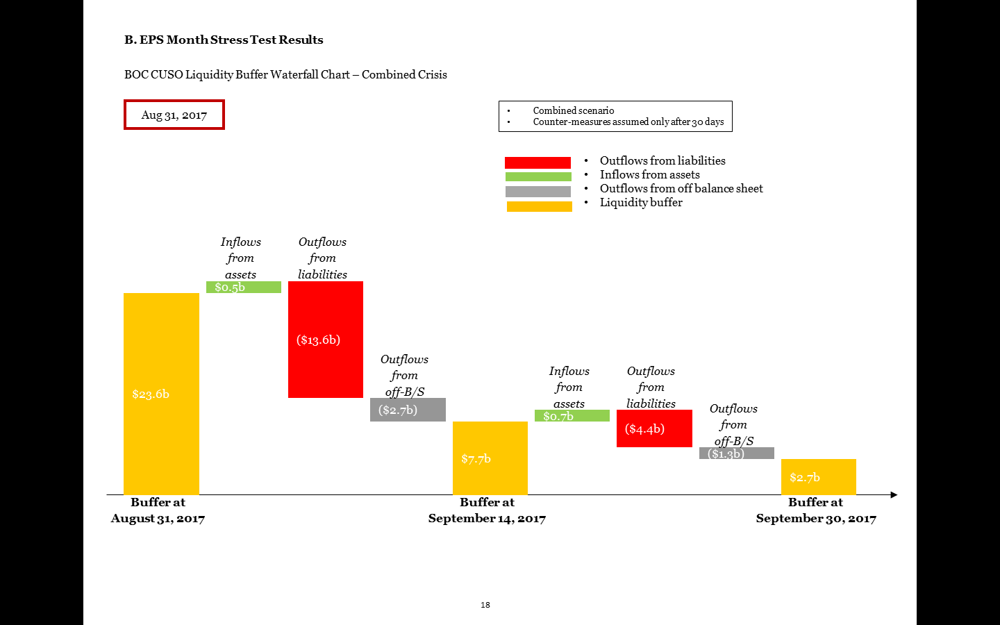 B. EPS Month Stress Test Results
BOC CUSO Liquidity Buffer Waterfall Chart – Combined Crisis
Aug 31, 2017
• Combined scenario
• Counter-measures assumed only after 30 days
• Outflows from liabilities
• Inflows from assets
• Outflows from off balance sheet
• Liquidity buffer
Inflows
from
assets
$0.5b
Outflows
from
liabilities
($13.6b)
$23.6b
Outflows
from
off-B/S
($2.7b)
$7.7b
Inflows
from
assets
$0.7b
Outflows
from
liabilities
($4.4b)
Outflows
from
off-B/S
($1.3b)
$2.7b
Buffer at
August 31, 2017
Buffer at
September 14, 2017
Buffer at
September 30, 2017
18